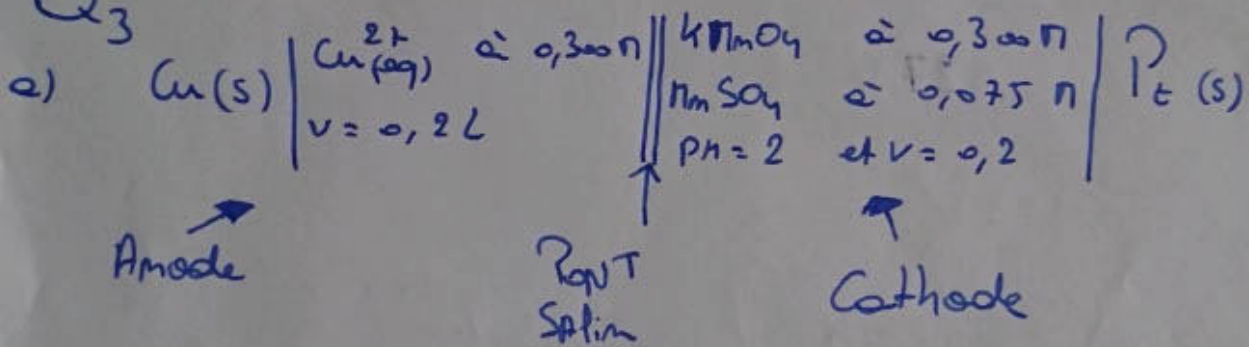 Q3
a) Cu(s) | Cu2+(aq) à 0,300 M || KMnO4 à 0,300 M | Pt (s)
v = 0,2 L MnSO4 à 0,075 M
pH = 2 et v = 0,2
Anode
PONT
Salin
Cathode